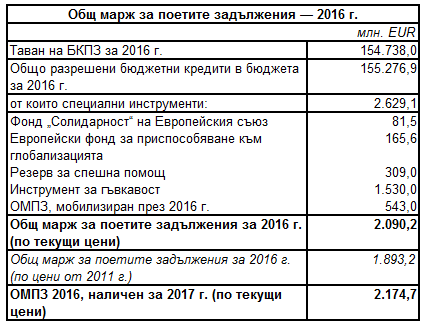 Общ марж за поетите задължения — 2016 г.
млн. EUR
Таван на БКПЗ за 2016 г. 154.738,0
Общо разрешени бюджетни кредити в бюджета 155.276,9
за 2016 г.
от които специални инструменти: 2.629,1
Фонд „Солидарност“ на Европейския съюз 81,5
Европейски фонд за приспособяване към 165,6
глобализацията
Резерв за спешна помощ 309,0
Инструмент за гъвкавост 1.530,0
ОМПЗ, мобилизиран през 2016 г. 543,0
Общ марж за поетите задължения за 2016 г. 2.090,2
(по текущи цени)
Общ марж за поетите задължения за 2016 г. 1.893,2
(по цени от 2011 г.)
ОМПЗ 2016, наличен за 2017 г. (по текущи 2.174,7
цени)